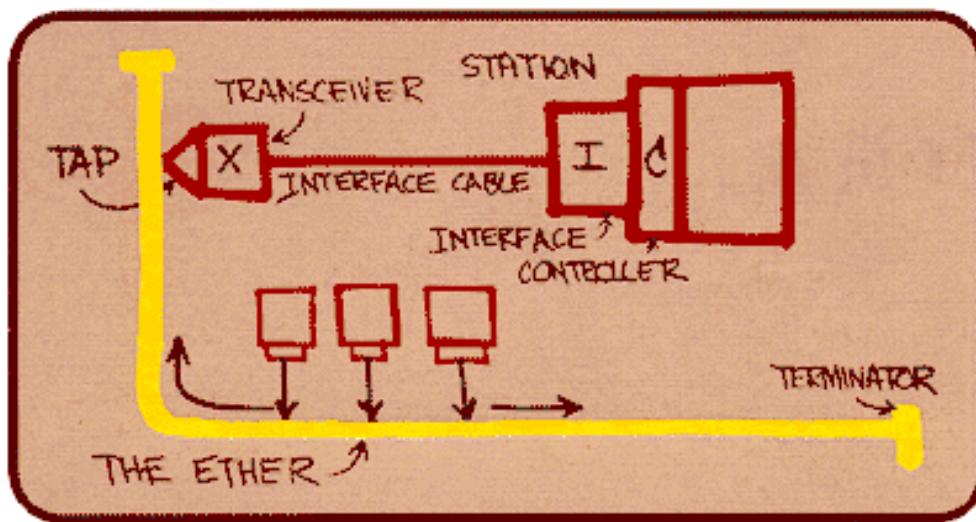 STATION
TRANSCEIVER
TAP
X
I
C
INTERFACE CABLE
INTERFACE
CONTROLLER
TERMINATOR
THE ETHER